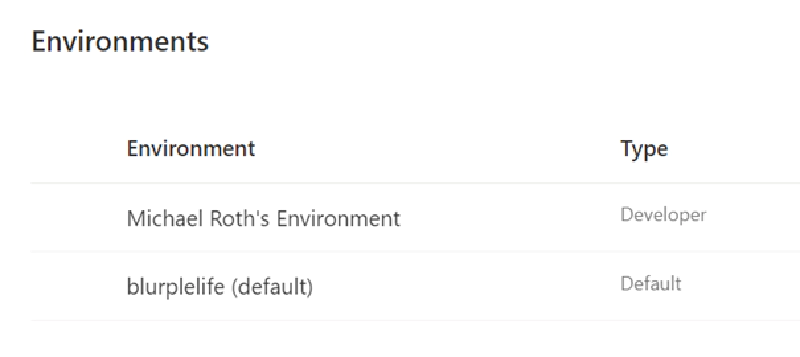 Environments
Environment Type
Michael Roth's Environment Developer
blurplelife (default) Default